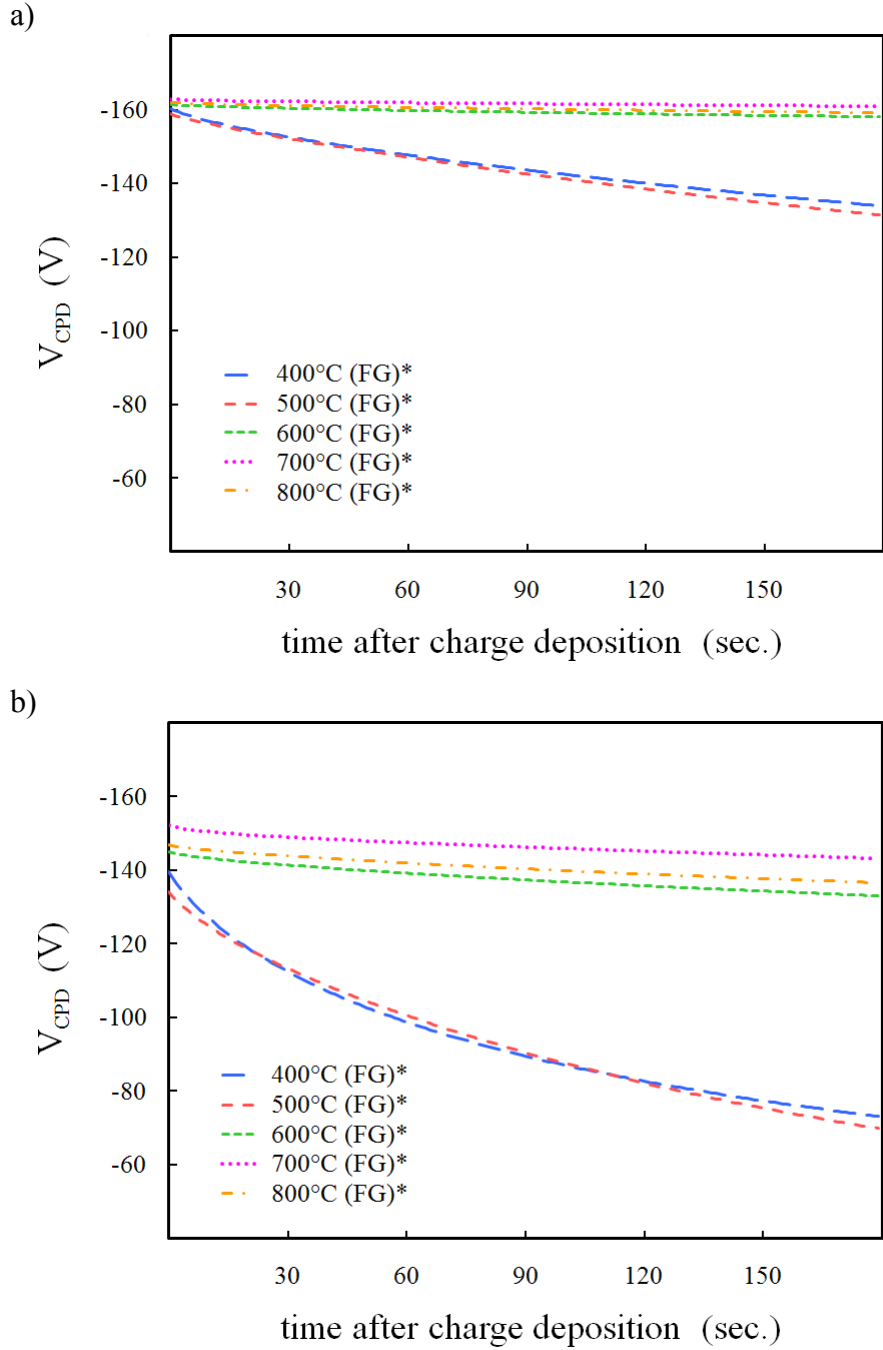 a)
-160
-140
-120
-100
-80
-60
V_CPD (V)
400°C (FG)*
500°C (FG)*
600°C (FG)*
700°C (FG)*
800°C (FG)*
30 60 90 120 150
time after charge deposition (sec.)
b)
-160
-140
-120
-100
-80
-60
V_CPD (V)
400°C (FG)*
500°C (FG)*
600°C (FG)*
700°C (FG)*
800°C (FG)*
30 60 90 120 150
time after charge deposition (sec.)